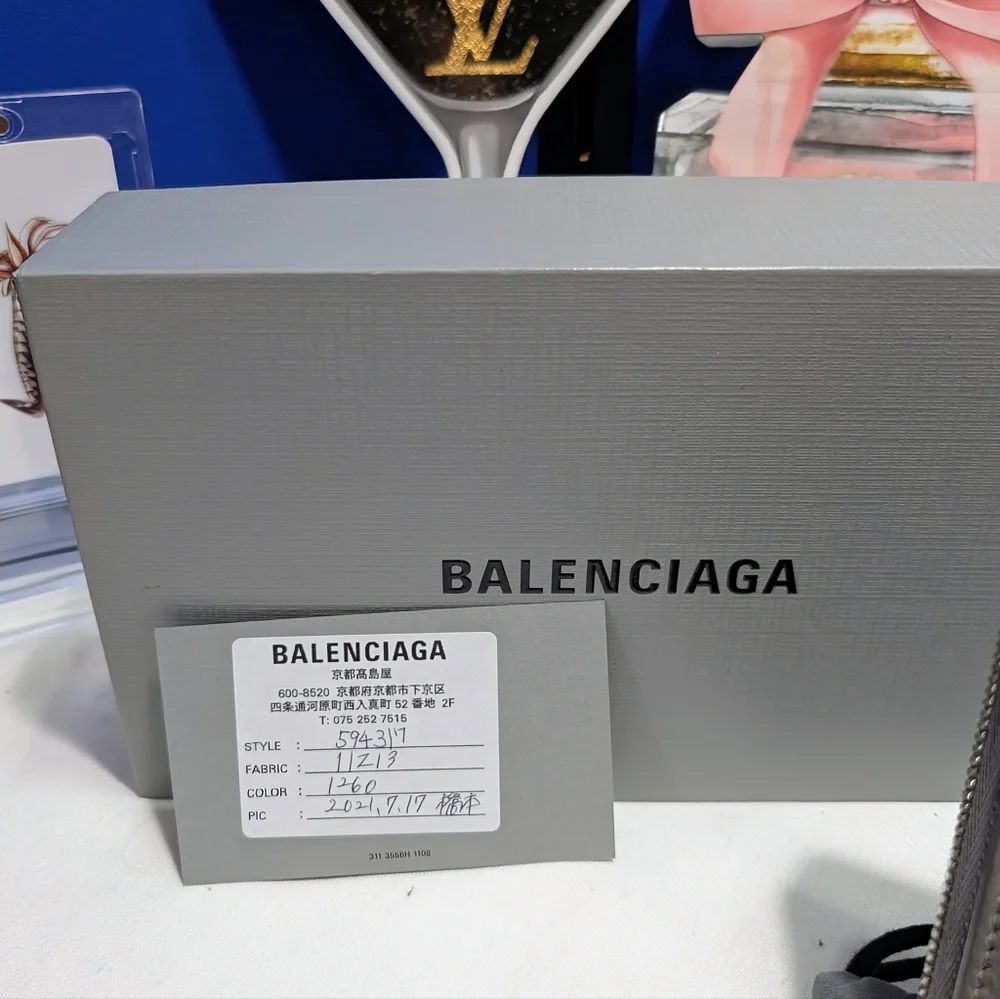 LV
BALENCIAGA
BALENCIAGA
京都髙島屋
600-8520 京都府京都市下京区
四条通河原町西入真町 52 番地 2F
T: 075 252 7515
STYLE : 594317
FABRIC : 11Z13
COLOR : 1260
PIC : 2021.7.17 橋本
311 3556H 1108